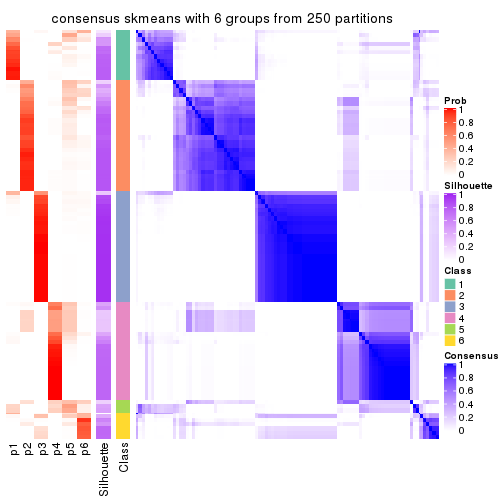 consensus skmeans with 6 groups from 250 partitions
Prob
1
0.8
0.6
0.4
0.2
0
Silhouette
1
0.8
0.6
0.4
0.2
0
Class
1
2
3
4
5
6
Consensus
1
0.8
0.6
0.4
0.2
0
p1
p2
p3
p4
p5
p6
Silhouette
Class